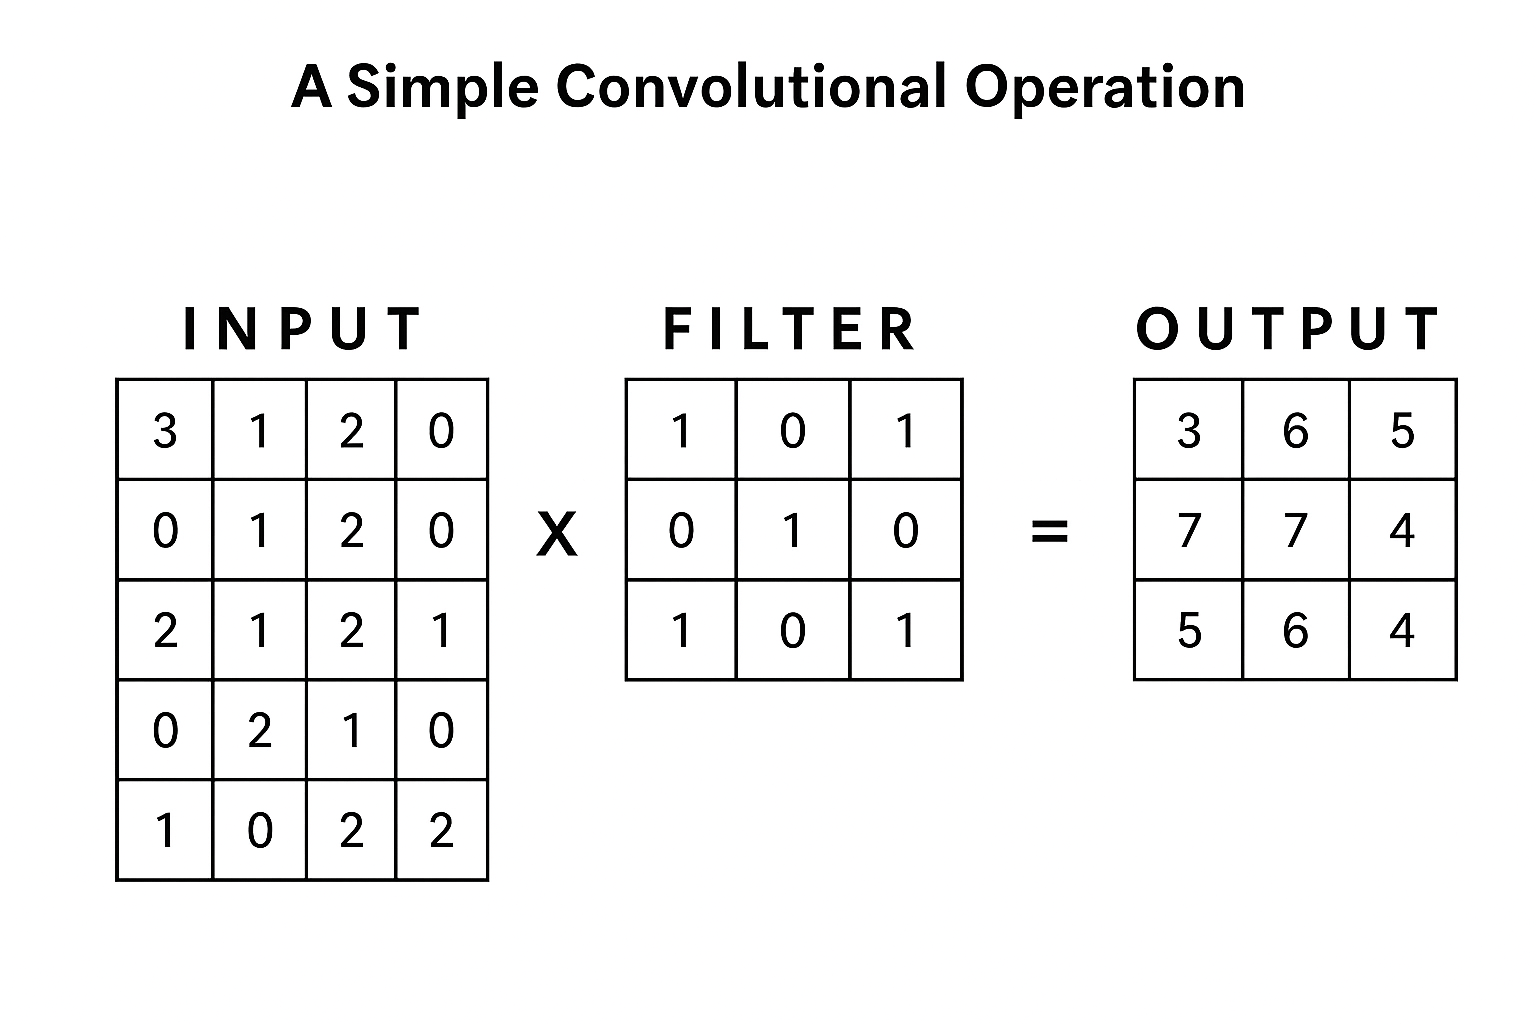 A Simple Convolutional Operation
INPUT FILTER OUTPUT
3 1 2 0 1 0 1 3 6 5
0 1 2 0 x 0 1 0 = 7 7 4
2 1 2 1 1 0 1 5 6 4
0 2 1 0
1 0 2 2